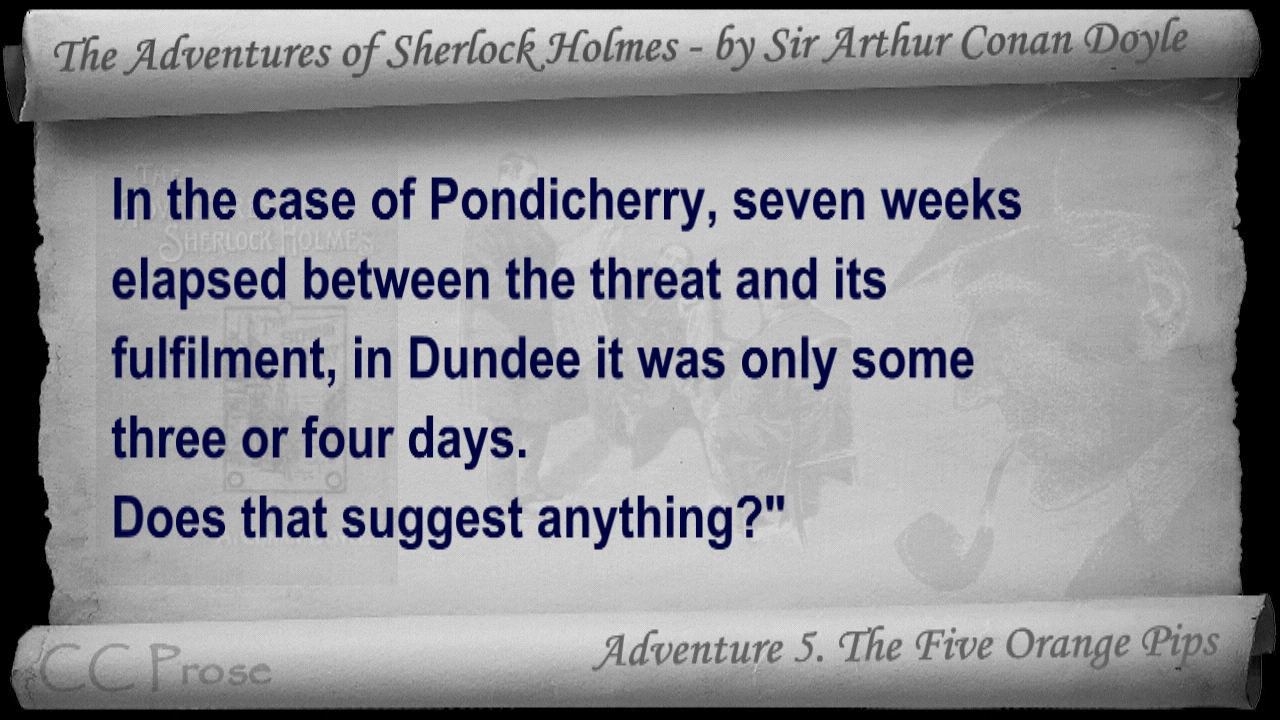 The Adventures of Sherlock Holmes - by Sir Arthur Conan Doyle
In the case of Pondicherry, seven weeks
elapsed between the threat and its
fulfilment, in Dundee it was only some
three or four days.
Does that suggest anything?"
Adventure 5. The Five Orange Pips
CC Prose
SHERLOCK HOLMES